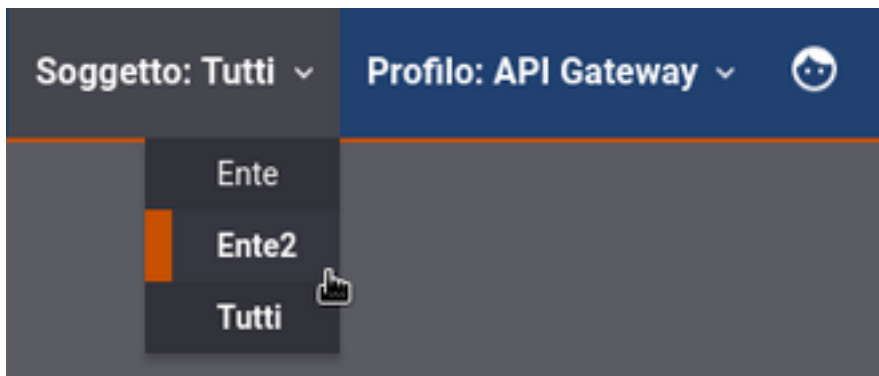 Soggetto: Tutti
Profilo: API Gateway
Ente
Ente2
Tutti